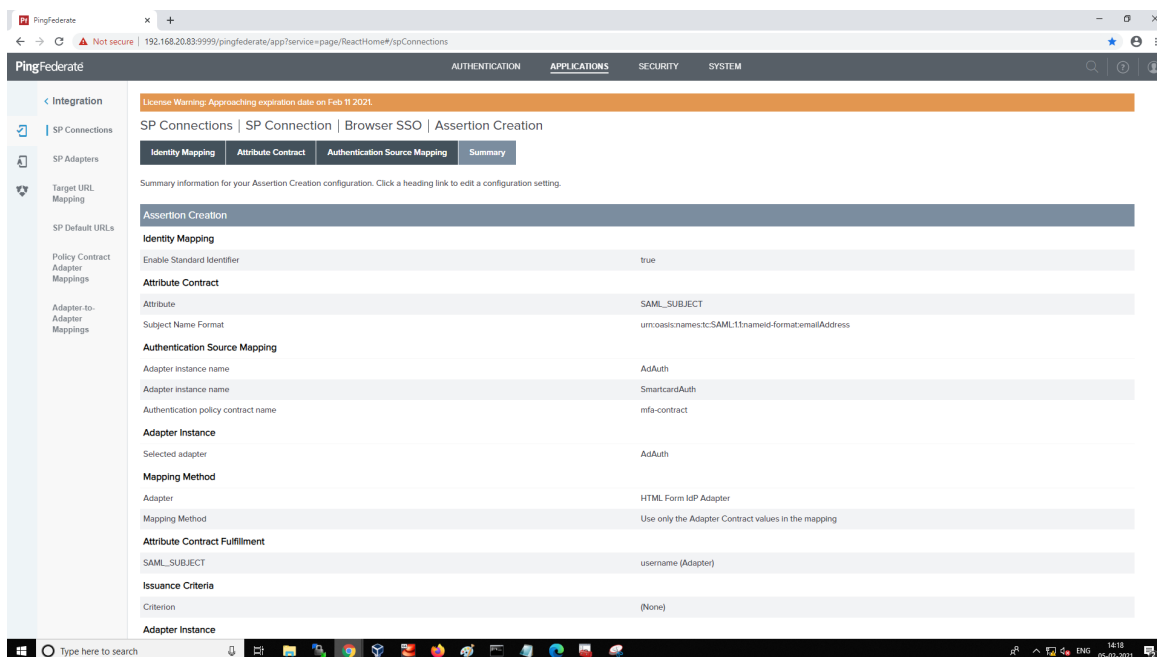 PingFederate
Not secure | 192.168.20.83:9999/pingfederate/app?service=page/ReactHome#/spConnections
PingFederate
AUTHENTICATION APPLICATIONS SECURITY SYSTEM
< Integration
SP Connections
SP Adapters
Target URL
Mapping
SP Default URLs
Policy Contract
Adapter
Mappings
Adapter-to-
Adapter
Mappings
License Warning: Approaching expiration date on Feb 11 2021.
SP Connections | SP Connection | Browser SSO | Assertion Creation
Identity Mapping Attribute Contract Authentication Source Mapping Summary
Summary information for your Assertion Creation configuration. Click a heading link to edit a configuration setting.
Assertion Creation
Identity Mapping
Enable Standard Identifier true
Attribute Contract
Attribute SAML_SUBJECT
Subject Name Format urn:oasis:names:tc:SAML:1.1:nameid-format:emailAddress
Authentication Source Mapping
Adapter instance name AdAuth
Adapter instance name SmartcardAuth
Authentication policy contract name mfa-contract
Adapter Instance
Selected adapter AdAuth
Mapping Method
Adapter HTML Form IdP Adapter
Mapping Method Use only the Adapter Contract values in the mapping
Attribute Contract Fulfillment
SAML_SUBJECT username (Adapter)
Issuance Criteria
Criterion (None)
Adapter Instance
Type here to search
ENG
14:18
05-02-2021